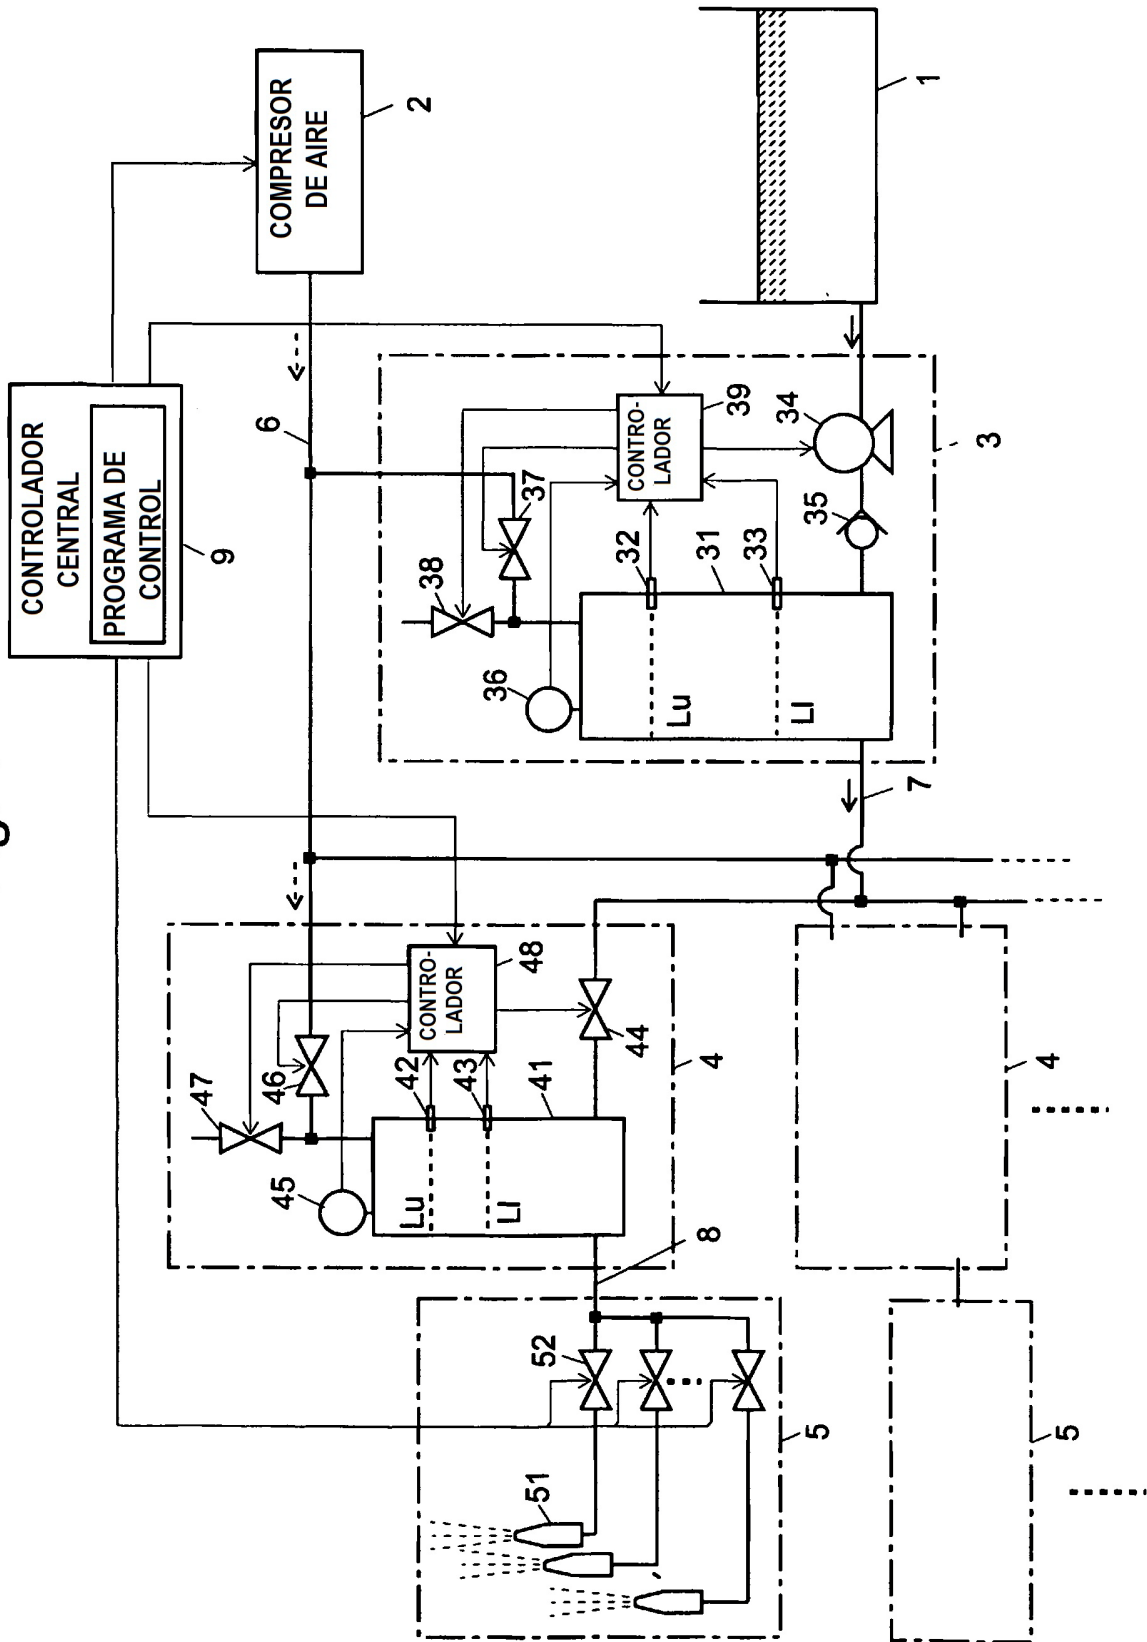 CONTROLADOR
CENTRAL
PROGRAMA DE
CONTROL
9
COMPRESOR
DE AIRE
2
6
47
46
45
42
43
41
CONTRO-
LADOR
48
44
Lu
Ll
4
8
38
37
36
32
31
33
CONTRO-
LADOR
39
34
35
Lu
Ll
3
7
1
52
51
5
4
5